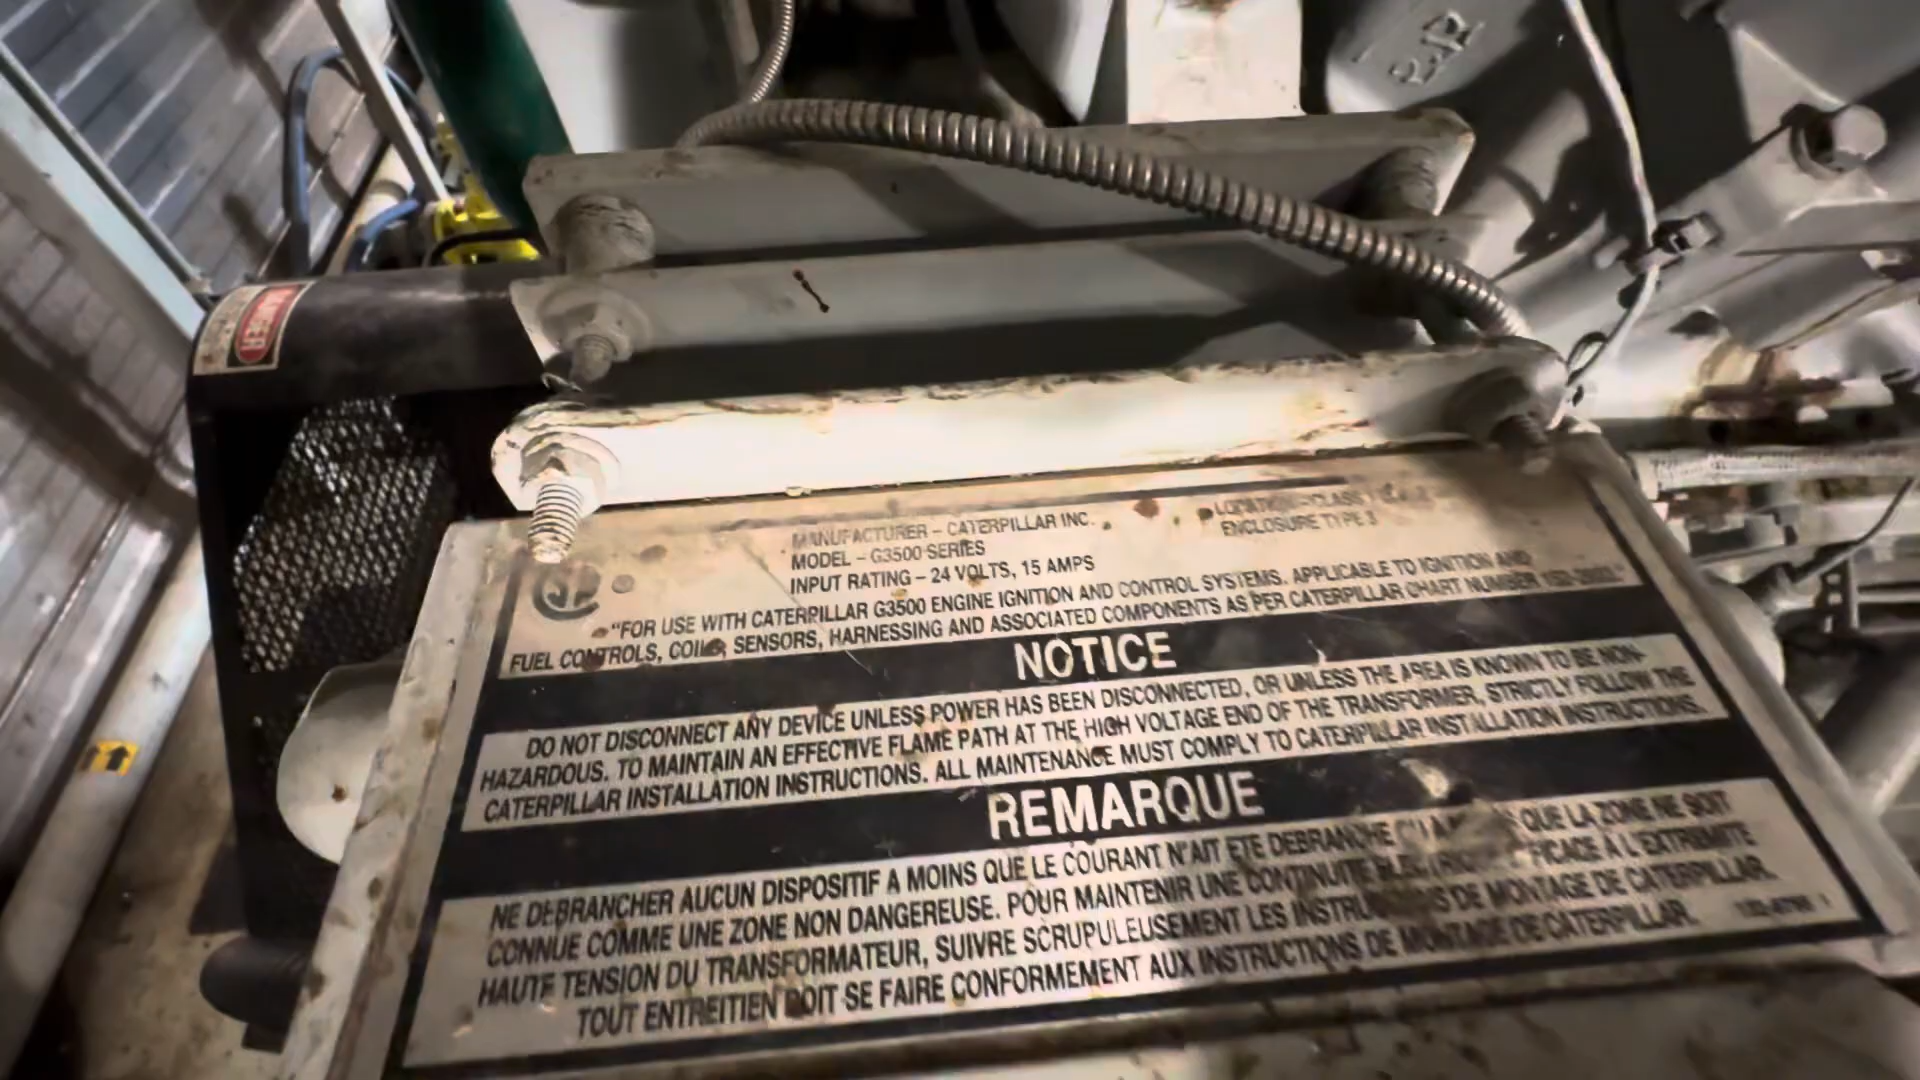 DANGER
MANUFACTURER – CATERPILLAR INC.
MODEL – G3500 SERIES
INPUT RATING – 24 VOLTS, 15 AMPS
LOCATION – CLASS
ENCLOSURE TYPE 3
"FOR USE WITH CATERPILLAR G3500 ENGINE IGNITION AND CONTROL SYSTEMS. APPLICABLE TO IGNITION AND
FUEL CONTROLS, COILS, SENSORS, HARNESSING AND ASSOCIATED COMPONENTS AS PER CATERPILLAR CHART NUMBER
NOTICE
DO NOT DISCONNECT ANY DEVICE UNLESS POWER HAS BEEN DISCONNECTED, OR UNLESS THE AREA IS KNOWN TO BE NON-
HAZARDOUS. TO MAINTAIN AN EFFECTIVE FLAME PATH AT THE HIGH VOLTAGE END OF THE TRANSFORMER, STRICTLY FOLLOW THE
CATERPILLAR INSTALLATION INSTRUCTIONS. ALL MAINTENANCE MUST COMPLY TO CATERPILLAR INSTALLATION INSTRUCTIONS.
REMARQUE
NE DEBRANCHER AUCUN DISPOSITIF A MOINS QUE LE COURANT N'AIT ETE DEBRANCHE QUE LA ZONE NE SOIT
CONNUE COMME UNE ZONE NON DANGEREUSE. POUR MAINTENIR UNE CONTINUITE A L'EXTREMITE
HAUTE TENSION DU TRANSFORMATEUR, SUIVRE SCRUPULEUSEMENT LES INSTRUCTIONS DE MONTAGE DE CATERPILLAR.
TOUT ENTREITIEN DOIT SE FAIRE CONFORMEMENT AUX INSTRUCTIONS DE MONTAGE DE CATERPILLAR.